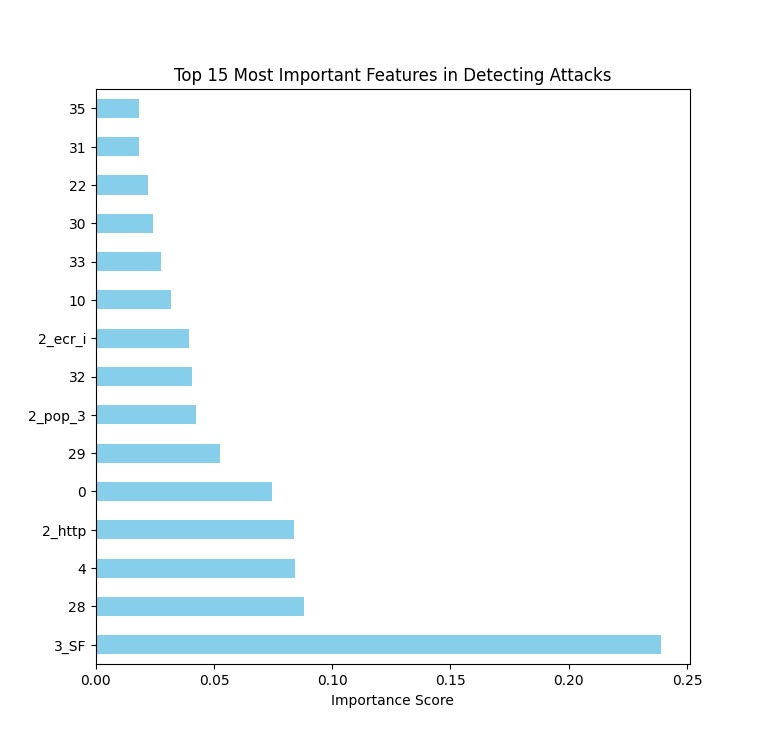 Top 15 Most Important Features in Detecting Attacks
35
31
22
30
33
10
2_ecr_i
32
2_pop_3
29
0
2_http
4
28
3_SF
0.00 0.05 0.10 0.15 0.20 0.25
Importance Score